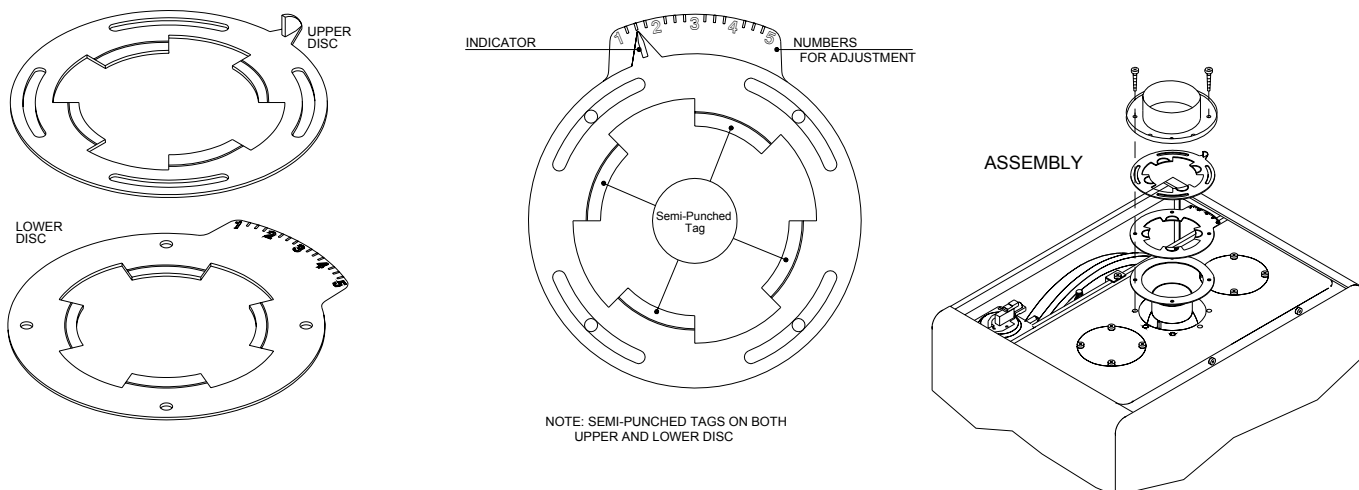 UPPER
DISC
1 2 3 4 5
LOWER
DISC
INDICATOR
1 2 3 4 5
NUMBERS
FOR ADJUSTMENT
Semi-Punched
Tag
NOTE: SEMI-PUNCHED TAGS ON BOTH
UPPER AND LOWER DISC
ASSEMBLY